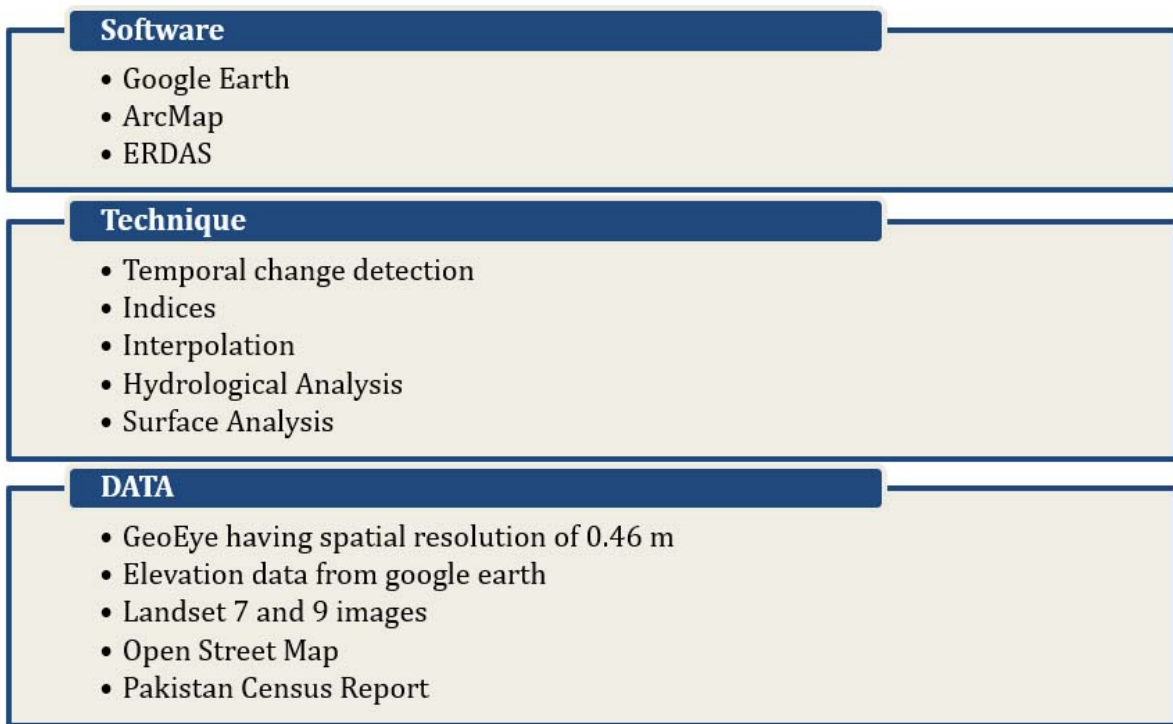 Software
• Google Earth
• ArcMap
• ERDAS
Technique
• Temporal change detection
• Indices
• Interpolation
• Hydrological Analysis
• Surface Analysis
DATA
• GeoEye having spatial resolution of 0.46 m
• Elevation data from google earth
• Landset 7 and 9 images
• Open Street Map
• Pakistan Census Report